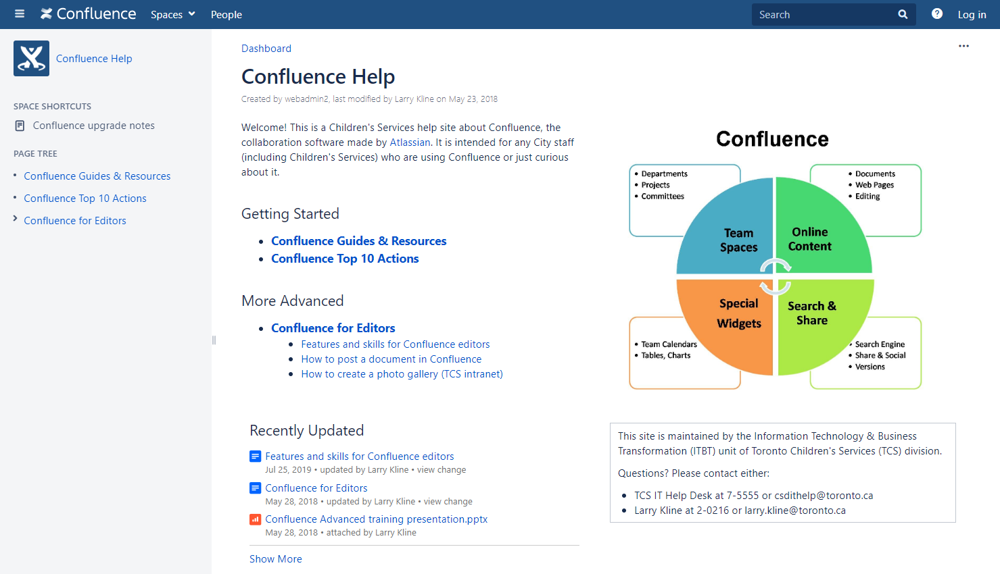 Confluence Spaces People Search Log in
Confluence Help
SPACE SHORTCUTS
Confluence upgrade notes
PAGE TREE
Confluence Guides & Resources
Confluence Top 10 Actions
Confluence for Editors
Dashboard
Confluence Help
Created by webadmin2, last modified by Larry Kline on May 23, 2018
Welcome! This is a Children's Services help site about Confluence, the
collaboration software made by Atlassian. It is intended for any City staff
(including Children's Services) who are using Confluence or just curious
about it.
Getting Started
• Confluence Guides & Resources
• Confluence Top 10 Actions
More Advanced
• Confluence for Editors
• Features and skills for Confluence editors
• How to post a document in Confluence
• How to create a photo gallery (TCS intranet)
Confluence
• Departments
• Projects
• Committees
• Documents
• Web Pages
• Editing
Team
Spaces
Online
Content
Special
Widgets
Search &
Share
• Team Calendars
• Tables, Charts
• Search Engine
• Share & Social
• Versions
Recently Updated
Features and skills for Confluence editors
Jul 25, 2019 • updated by Larry Kline • view change
Confluence for Editors
May 28, 2018 • updated by Larry Kline • view change
Confluence Advanced training presentation.pptx
May 28, 2018 • attached by Larry Kline
Show More
This site is maintained by the Information Technology & Business
Transformation (ITBT) unit of Toronto Children's Services (TCS) division.
Questions? Please contact either:
• TCS IT Help Desk at 7-5555 or csdithelp@toronto.ca
• Larry Kline at 2-0216 or larry.kline@toronto.ca